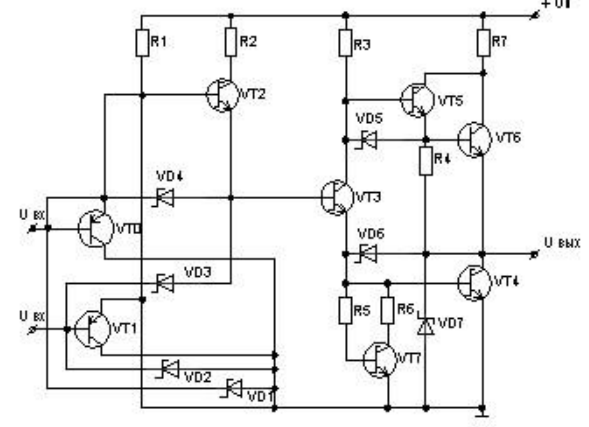 R1
R2
R3
R7
VT2
VT5
VD5
VT6
R4
VD4
VT3
U вх
VT0
VD6
U вых
VD3
VT4
U вх
R5
R6
VD7
VT1
VT7
VD2
VD1